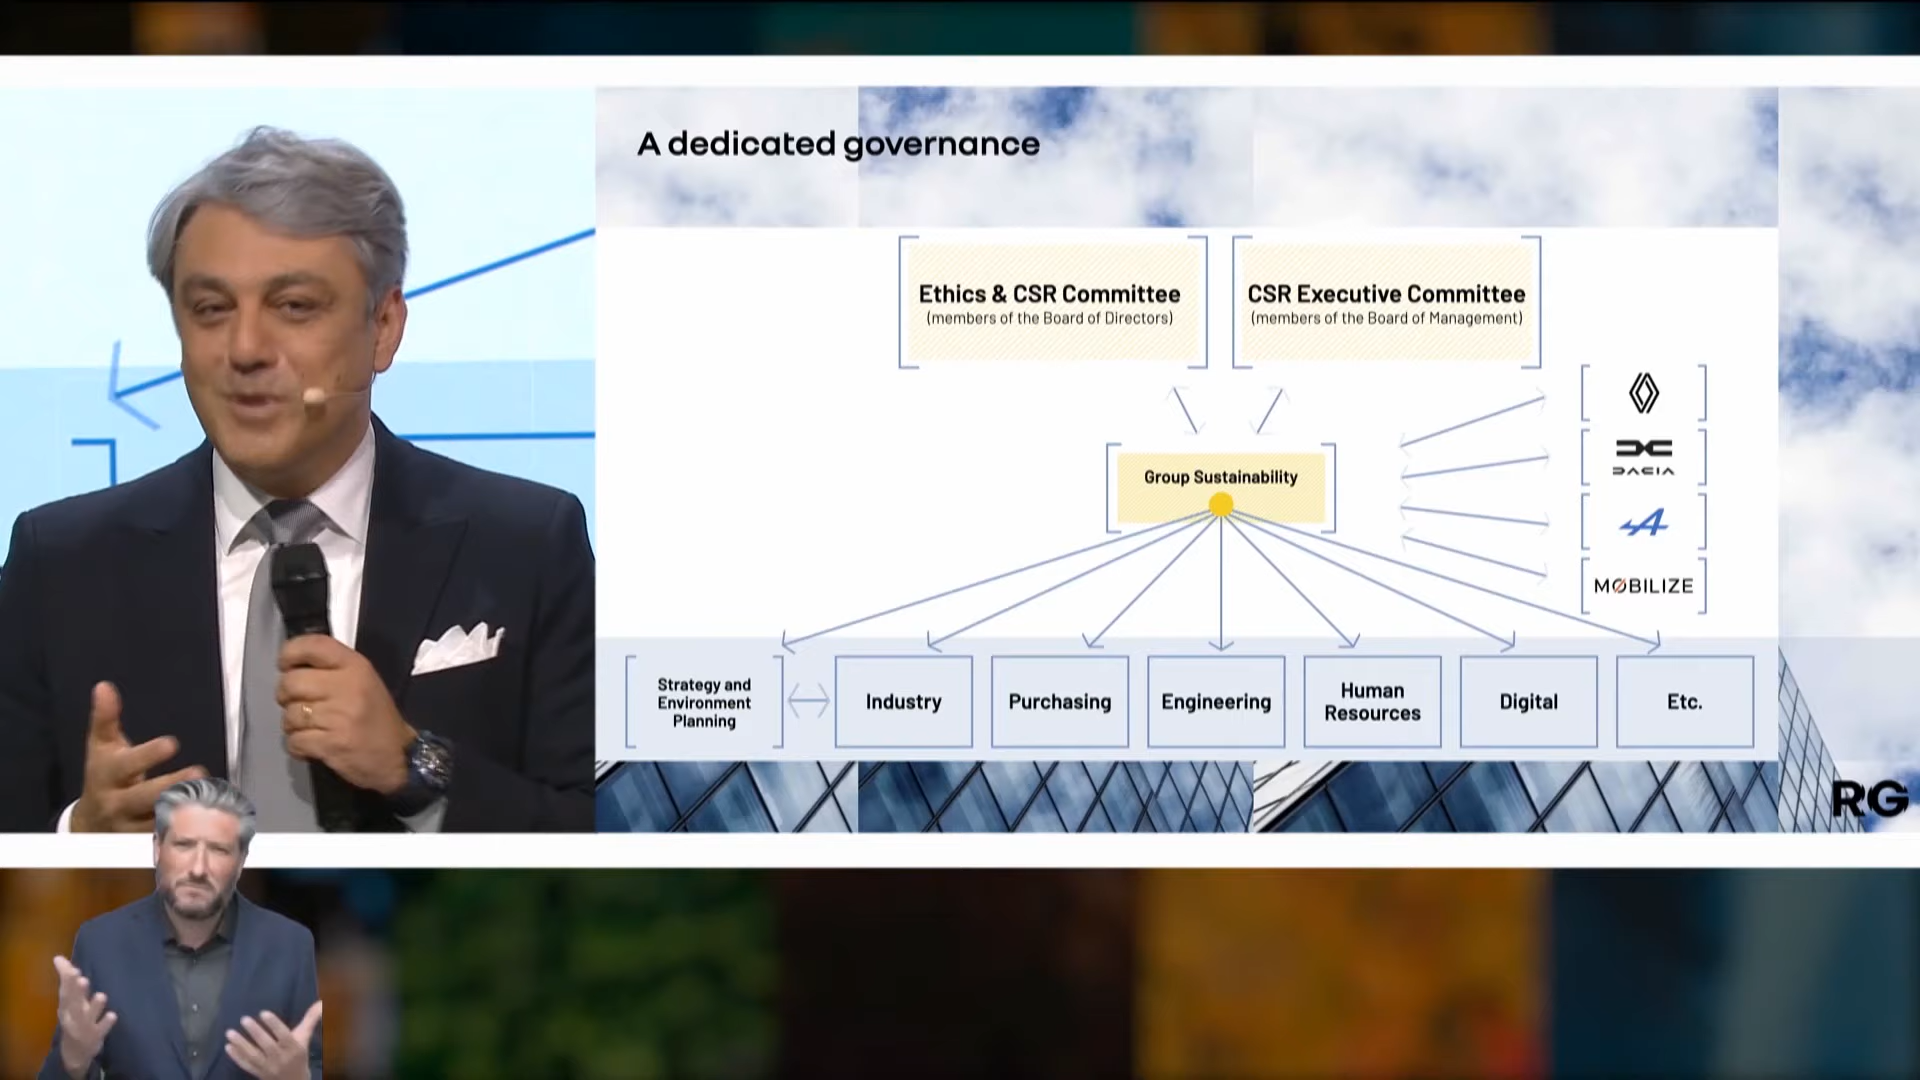 A dedicated governance
Ethics & CSR Committee
(members of the Board of Directors)
CSR Executive Committee
(members of the Board of Management)
Group Sustainability
DACIA
A
MOBILIZE
Strategy and
Environment
Planning
Industry
Purchasing
Engineering
Human
Resources
Digital
Etc.
RG